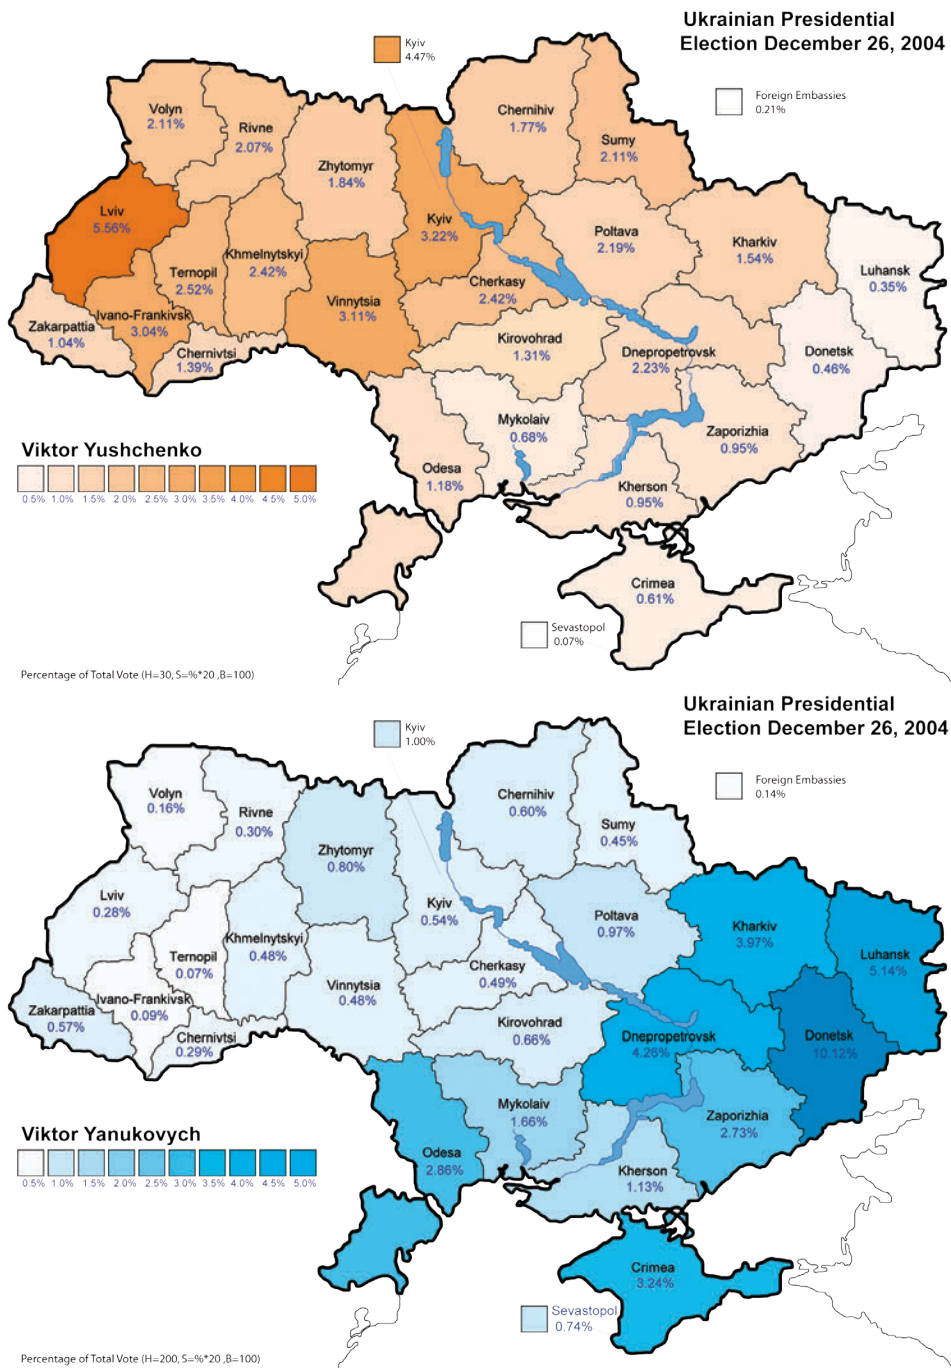 Ukrainian Presidential
Election December 26, 2004
Kyiv
4.47%
Foreign Embassies
0.21%
Volyn
2.11%
Rivne
2.07%
Zhytomyr
1.84%
Chernihiv
1.77%
Sumy
2.11%
Lviv
5.56%
Kyiv
3.22%
Poltava
2.19%
Kharkiv
1.54%
Luhansk
0.35%
Ternopil
2.52%
Khmelnytskyi
2.42%
Cherkasy
2.42%
Vinnytsia
3.11%
Zakarpattia
1.04%
Ivano-Frankivsk
3.04%
Chernivtsi
1.39%
Kirovohrad
1.31%
Dnepropetrovsk
2.23%
Donetsk
0.46%
Mykolaiv
0.68%
Zaporizhia
0.95%
Odesa
1.18%
Kherson
0.95%
Viktor Yushchenko
0.5% 1.0% 1.5% 2.0% 2.5% 3.0% 3.5% 4.0% 4.5% 5.0%
Crimea
0.61%
Sevastopol
0.07%
Percentage of Total Vote (H=30, S=%*20 ,B=100)
Ukrainian Presidential
Election December 26, 2004
Kyiv
1.00%
Foreign Embassies
0.14%
Volyn
0.16%
Rivne
0.30%
Zhytomyr
0.80%
Chernihiv
0.60%
Sumy
0.45%
Lviv
0.28%
Kyiv
0.54%
Poltava
0.97%
Kharkiv
3.97%
Luhansk
5.14%
Ternopil
0.07%
Khmelnytskyi
0.48%
Cherkasy
0.49%
Vinnytsia
0.48%
Zakarpattia
0.57%
Ivano-Frankivsk
0.09%
Chernivtsi
0.29%
Kirovohrad
0.66%
Dnepropetrovsk
4.26%
Donetsk
10.12%
Mykolaiv
1.66%
Zaporizhia
2.73%
Odesa
2.86%
Kherson
1.13%
Viktor Yanukovych
0.5% 1.0% 1.5% 2.0% 2.5% 3.0% 3.5% 4.0% 4.5% 5.0%
Crimea
3.24%
Sevastopol
0.74%
Percentage of Total Vote (H=200, S=%*20 ,B=100)